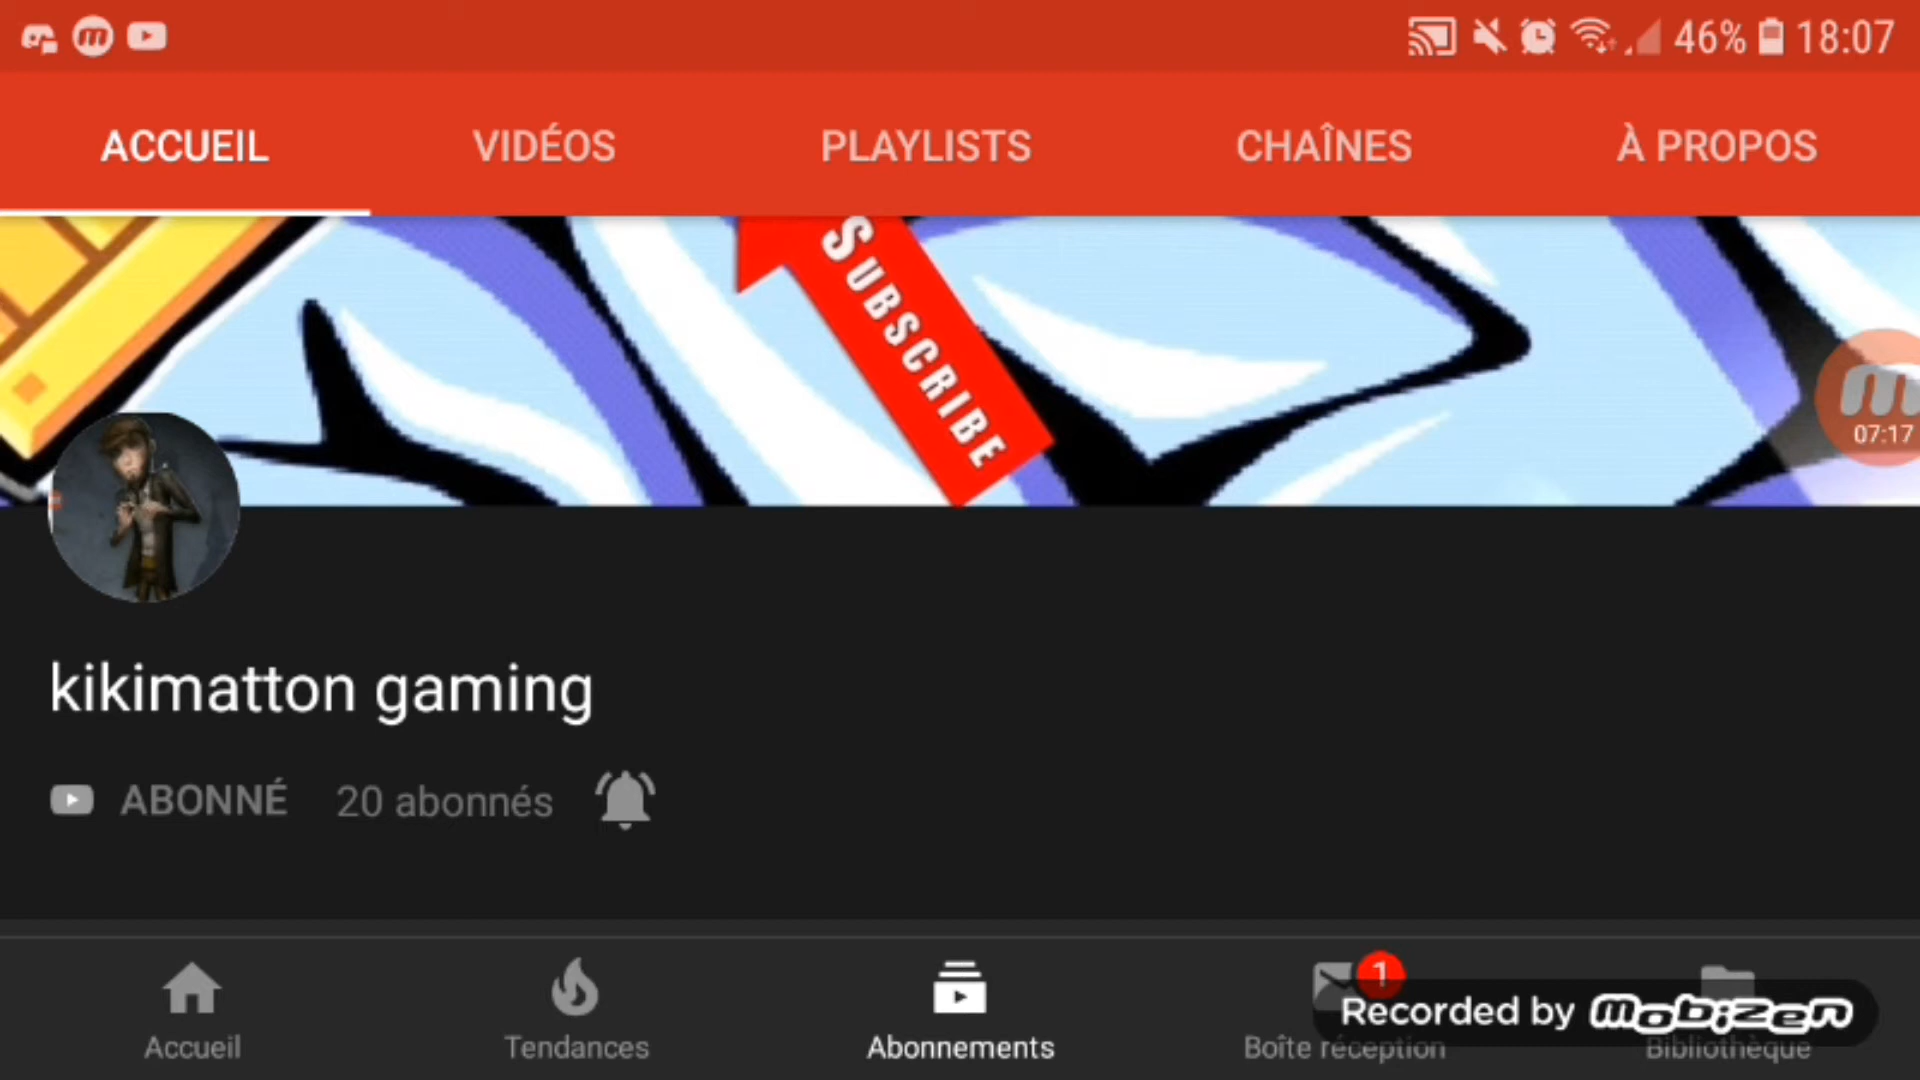 46% 18:07
ACCUEIL VIDÉOS PLAYLISTS CHAÎNES À PROPOS
SUBSCRIBE
m
07:17
kikimatton gaming
ABONNÉ 20 abonnés
1
Recorded by mobizen
Accueil Tendances Abonnements Boîte réception Bibliothèque